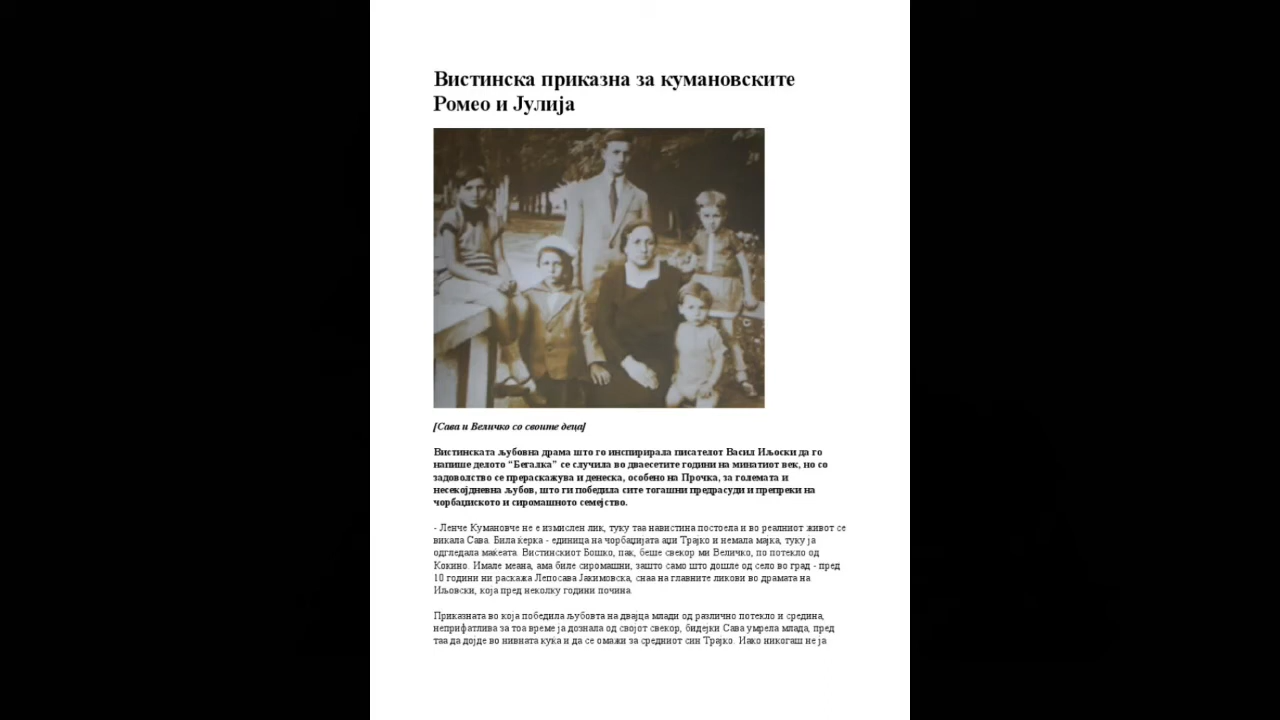 Вистинска приказна за кумановските
Ромео и Јулија
[Сава и Величко со своите деца]
Вистинската љубовна драма што го инспирирала писателот Васил Иљоски да го
напише делото “Бегалка” се случила во дваесетите години на минатиот век, но со
задоволство се прераскажува и денеска, особено на Прочка, за големата и
несекојдневна љубов, што ги победила сите тогашни предрасуди и препреки на
чорбаџиското и сиромашното семејство.
- Ленче Кумановче не е измислен лик, туку таа навистина постоела и во реалниот живот се
викала Сава. Била ќерка - единица на чорбаџијата аџи Трајко и немала мајка, туку ја
одгледала маќеата. Вистинскиот Бошко, пак, беше свекор ми Величко, по потекло од
Кокино. Имале меана, ама биле сиромашни, зашто само што дошле од село во град - пред
10 години ни раскажа Лепосава Јакимовска, снаа на главните ликови во драмата на
Иљовски, која пред неколку години почина.
Приказната во која победила љубовта на двајца млади од различно потекло и средина,
неприфатлива за тоа време ја дознала од својот свекор, бидејки Сава умрела млада, пред
таа да дојде во нивната куќа и да се омажи за средниот син Трајко. Иако никогаш не ја